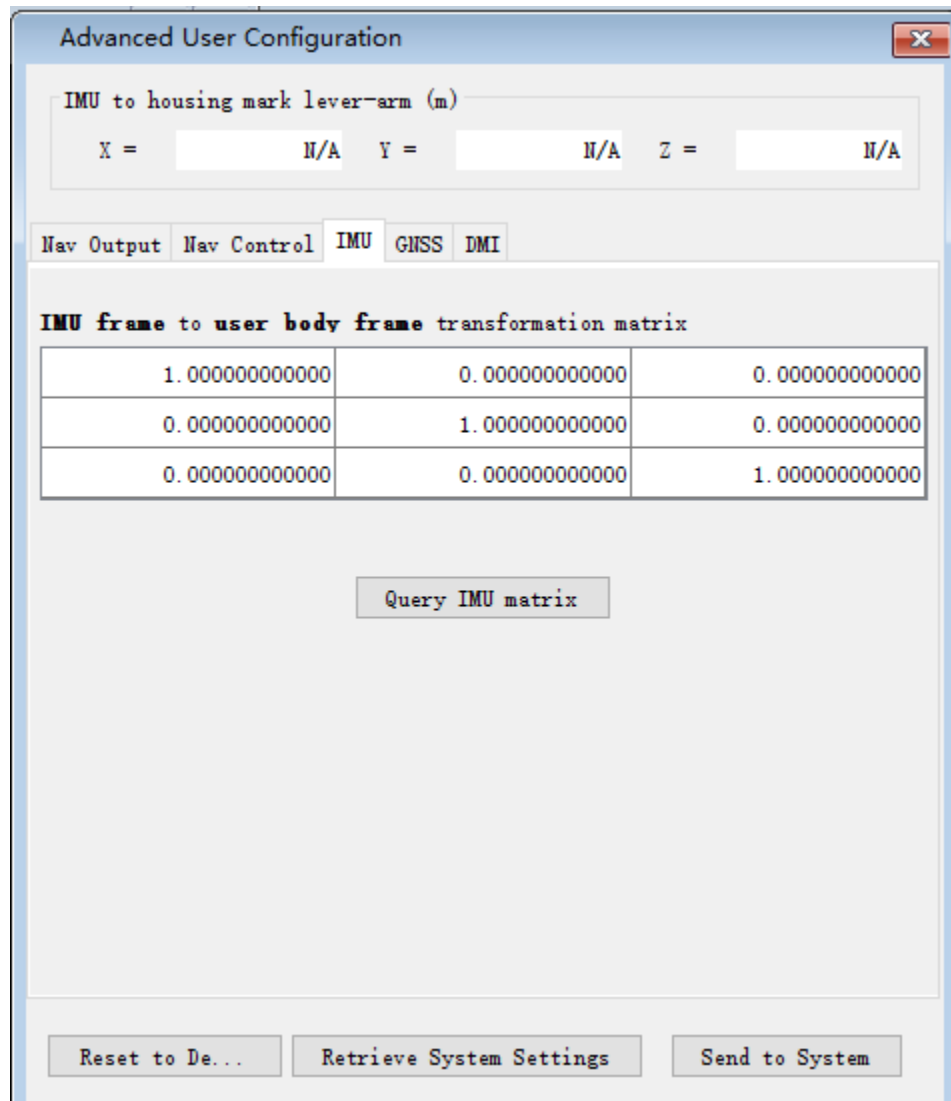 Advanced User Configuration
IMU to housing mark lever-arm (m)
X = N/A Y = N/A Z = N/A
Nav Output Nav Control IMU GNSS DMI
IMU frame to user body frame transformation matrix
1.000000000000 0.000000000000 0.000000000000
0.000000000000 1.000000000000 0.000000000000
0.000000000000 0.000000000000 1.000000000000
Query IMU matrix
Reset to De... Retrieve System Settings Send to System